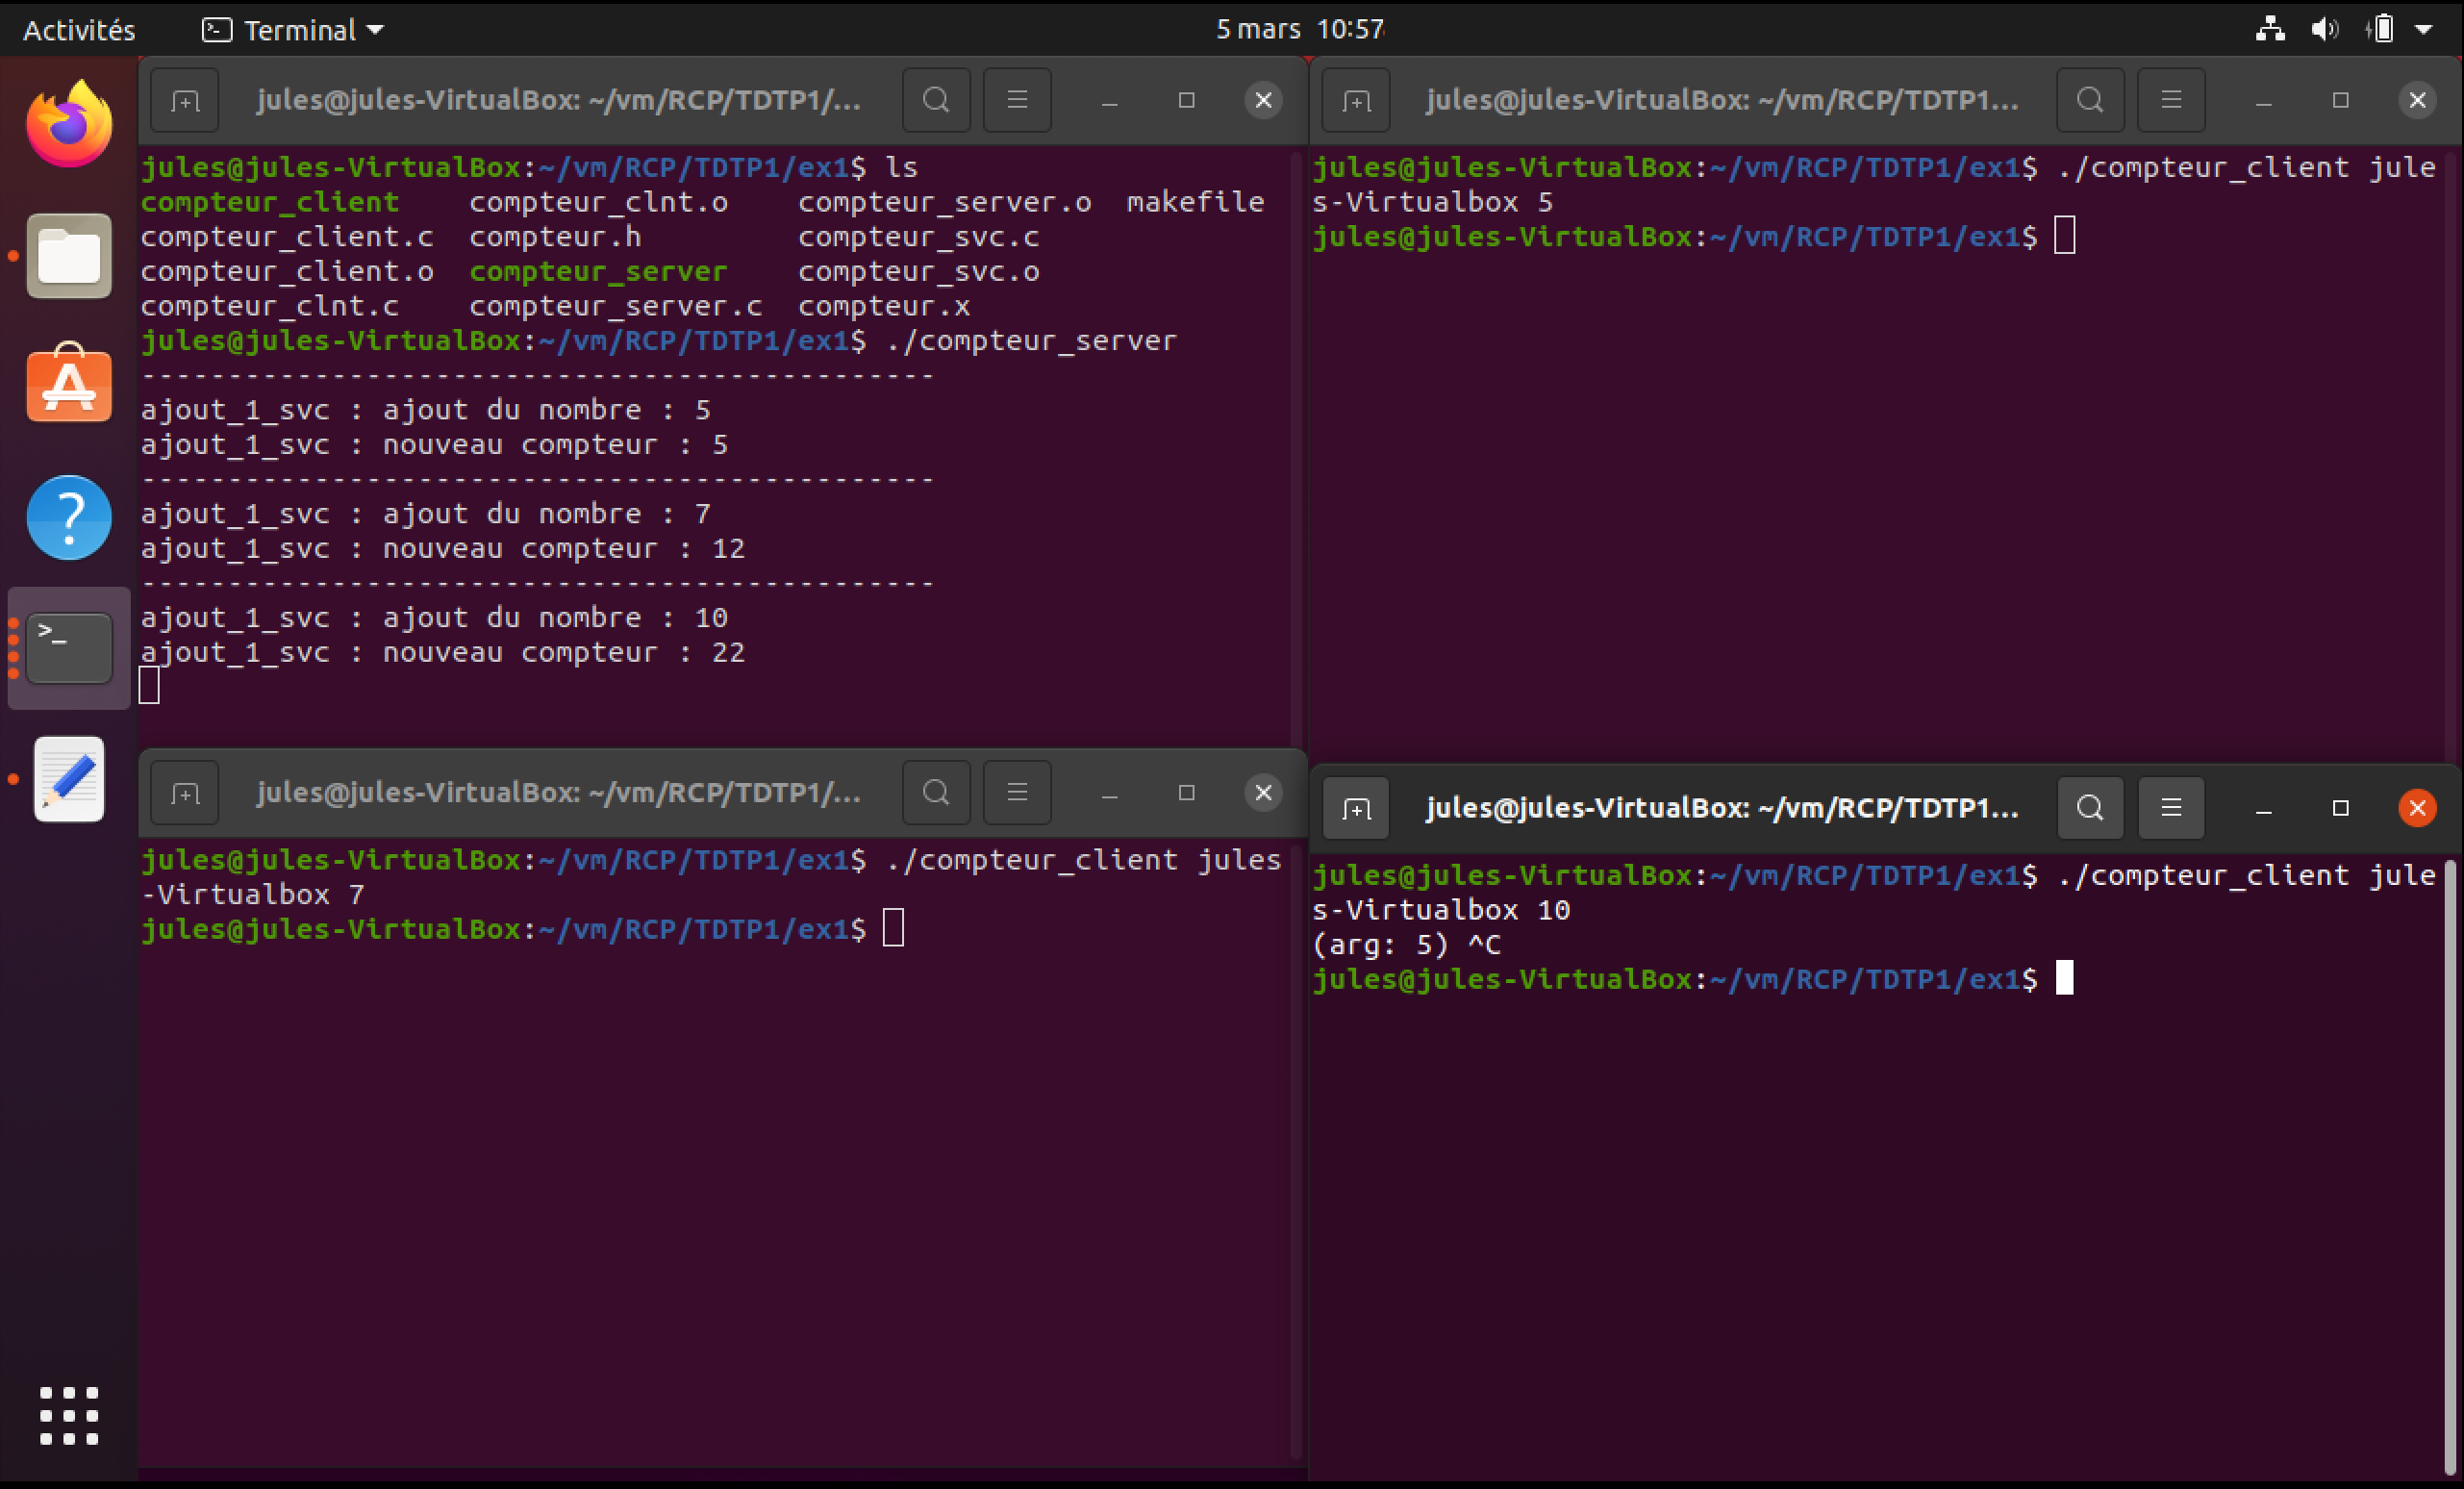 Activités
Terminal
5 mars 10:57
jules@jules-VirtualBox: ~/vm/RCP/TDTP1/...
jules@jules-VirtualBox:~/vm/RCP/TDTP1/ex1$ ls
compteur_client compteur_clnt.o compteur_server.o makefile
compteur_client.c compteur.h compteur_svc.c
compteur_client.o compteur_server compteur_svc.o
compteur_clnt.c compteur_server.c compteur.x
jules@jules-VirtualBox:~/vm/RCP/TDTP1/ex1$ ./compteur_server
----------------------------------------------
ajout_1_svc : ajout du nombre : 5
ajout_1_svc : nouveau compteur : 5
----------------------------------------------
ajout_1_svc : ajout du nombre : 7
ajout_1_svc : nouveau compteur : 12
----------------------------------------------
ajout_1_svc : ajout du nombre : 10
ajout_1_svc : nouveau compteur : 22
jules@jules-VirtualBox: ~/vm/RCP/TDTP1...
jules@jules-VirtualBox:~/vm/RCP/TDTP1/ex1$ ./compteur_client jule
s-Virtualbox 5
jules@jules-VirtualBox:~/vm/RCP/TDTP1/ex1$
jules@jules-VirtualBox: ~/vm/RCP/TDTP1/...
jules@jules-VirtualBox:~/vm/RCP/TDTP1/ex1$ ./compteur_client jules
-Virtualbox 7
jules@jules-VirtualBox:~/vm/RCP/TDTP1/ex1$
jules@jules-VirtualBox: ~/vm/RCP/TDTP1...
jules@jules-VirtualBox:~/vm/RCP/TDTP1/ex1$ ./compteur_client jule
s-Virtualbox 10
(arg: 5) ^C
jules@jules-VirtualBox:~/vm/RCP/TDTP1/ex1$